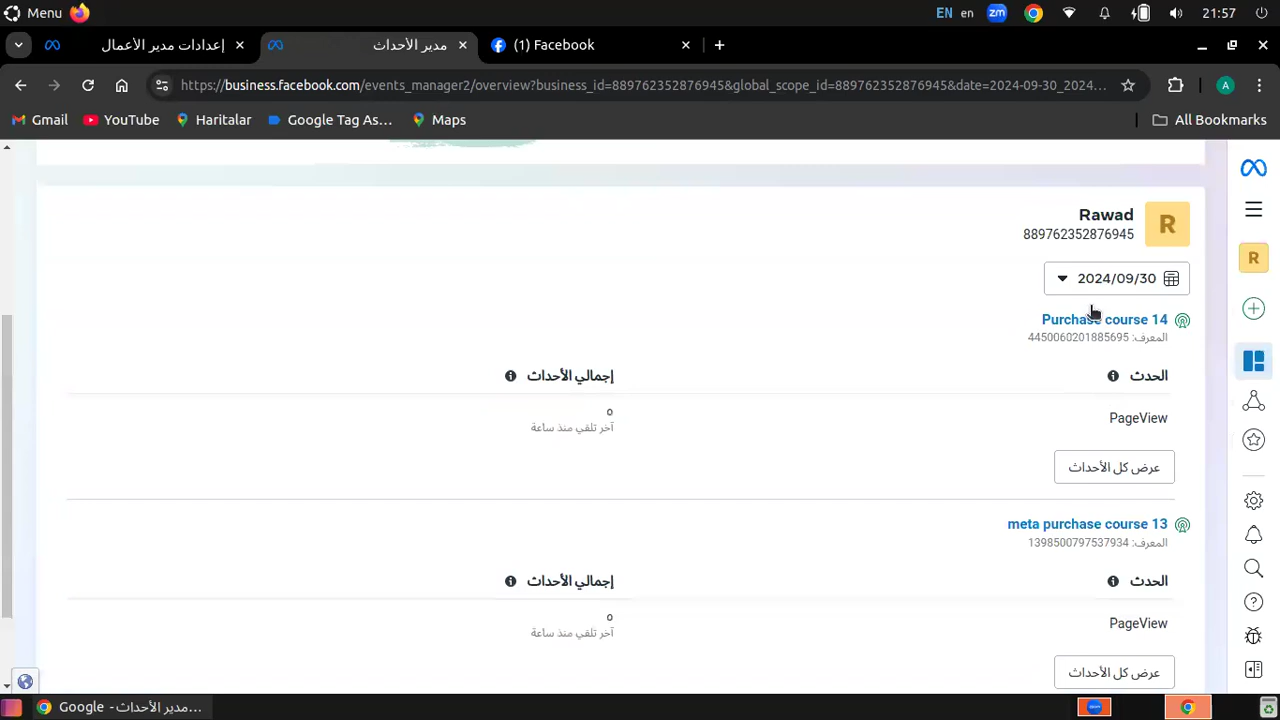 Menu
EN en zm 21:57
إعدادات مدير الأعمال
مدير الأحداث
(1) Facebook
https://business.facebook.com/events_manager2/overview?business_id=889762352876945&global_scope_id=889762352876945&date=2024-09-30_2024...
A
Gmail YouTube Haritalar Google Tag As... Maps All Bookmarks
Rawad
889762352876945
R
R
2024/09/30
Purchase course 14
المعرف: 4450060201885695
الحدث إجمالي الأحداث
PageView 0
آخر تلقي منذ ساعة
عرض كل الأحداث
meta purchase course 13
المعرف: 1398500797537934
الحدث إجمالي الأحداث
PageView 0
آخر تلقي منذ ساعة
عرض كل الأحداث
مدير الأحداث - Google...
zoom